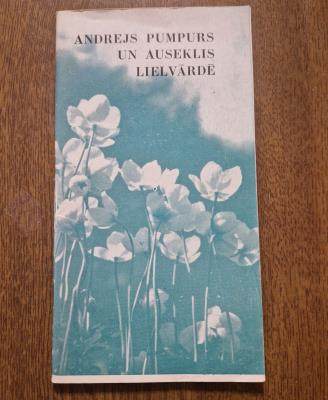 ANDREJS PUMPURS
UN AUSEKLIS
LIELVĀRDĒ